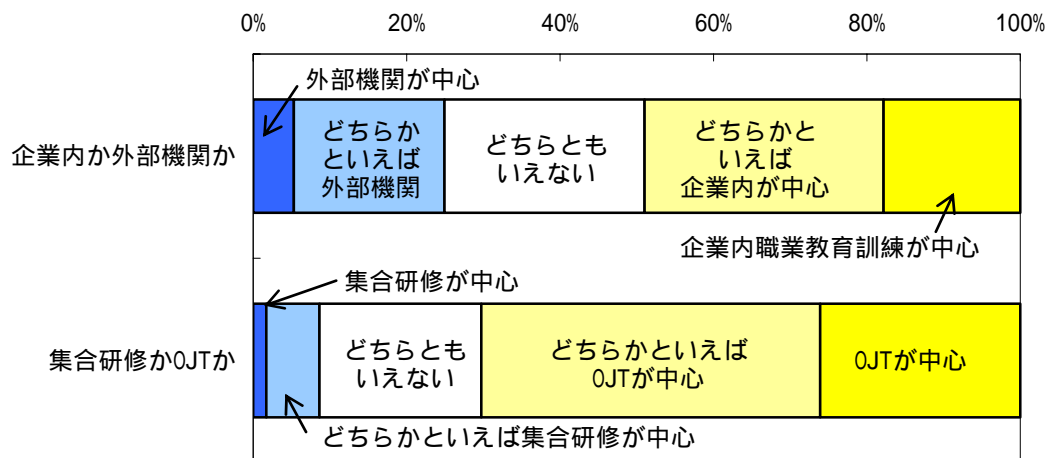 0% 20% 40% 60% 80% 100%
外部機関が中心
企業内か外部機関か
どちらか
といえば
外部機関
どちらとも
いえない
どちらかと
いえば
企業内が中心
企業内職業教育訓練が中心
集合研修が中心
集合研修かOJTか
どちらとも
いえない
どちらかといえば
OJTが中心
OJTが中心
どちらかといえば集合研修が中心